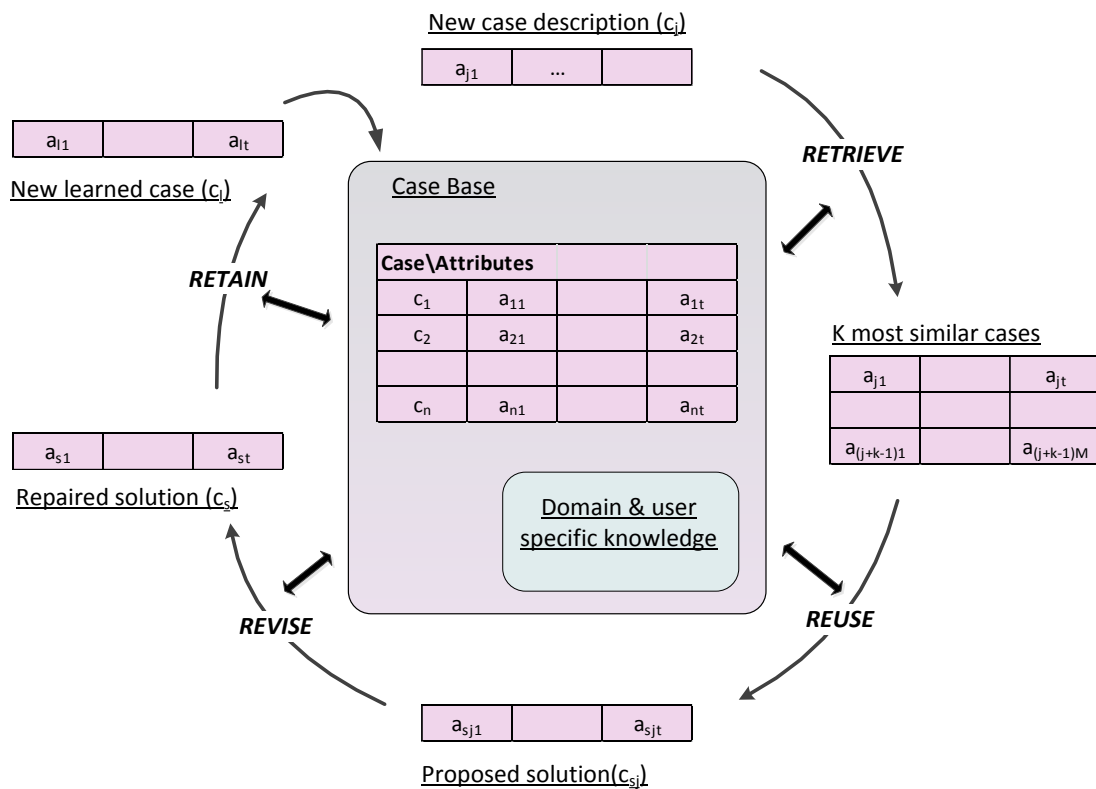 New case description (cj)
aj1 ...
RETRIEVE
al1 alt
New learned case (cl)
Case Base
Case\Attributes
c1 a11 a1t
c2 a21 a2t
cn an1 ant
RETAIN
K most similar cases
aj1 ajt
a(j+k-1)1 a(j+k-1)M
as1 ast
Repaired solution (cs)
Domain & user
specific knowledge
REVISE
REUSE
asj1 asjt
Proposed solution(csj)